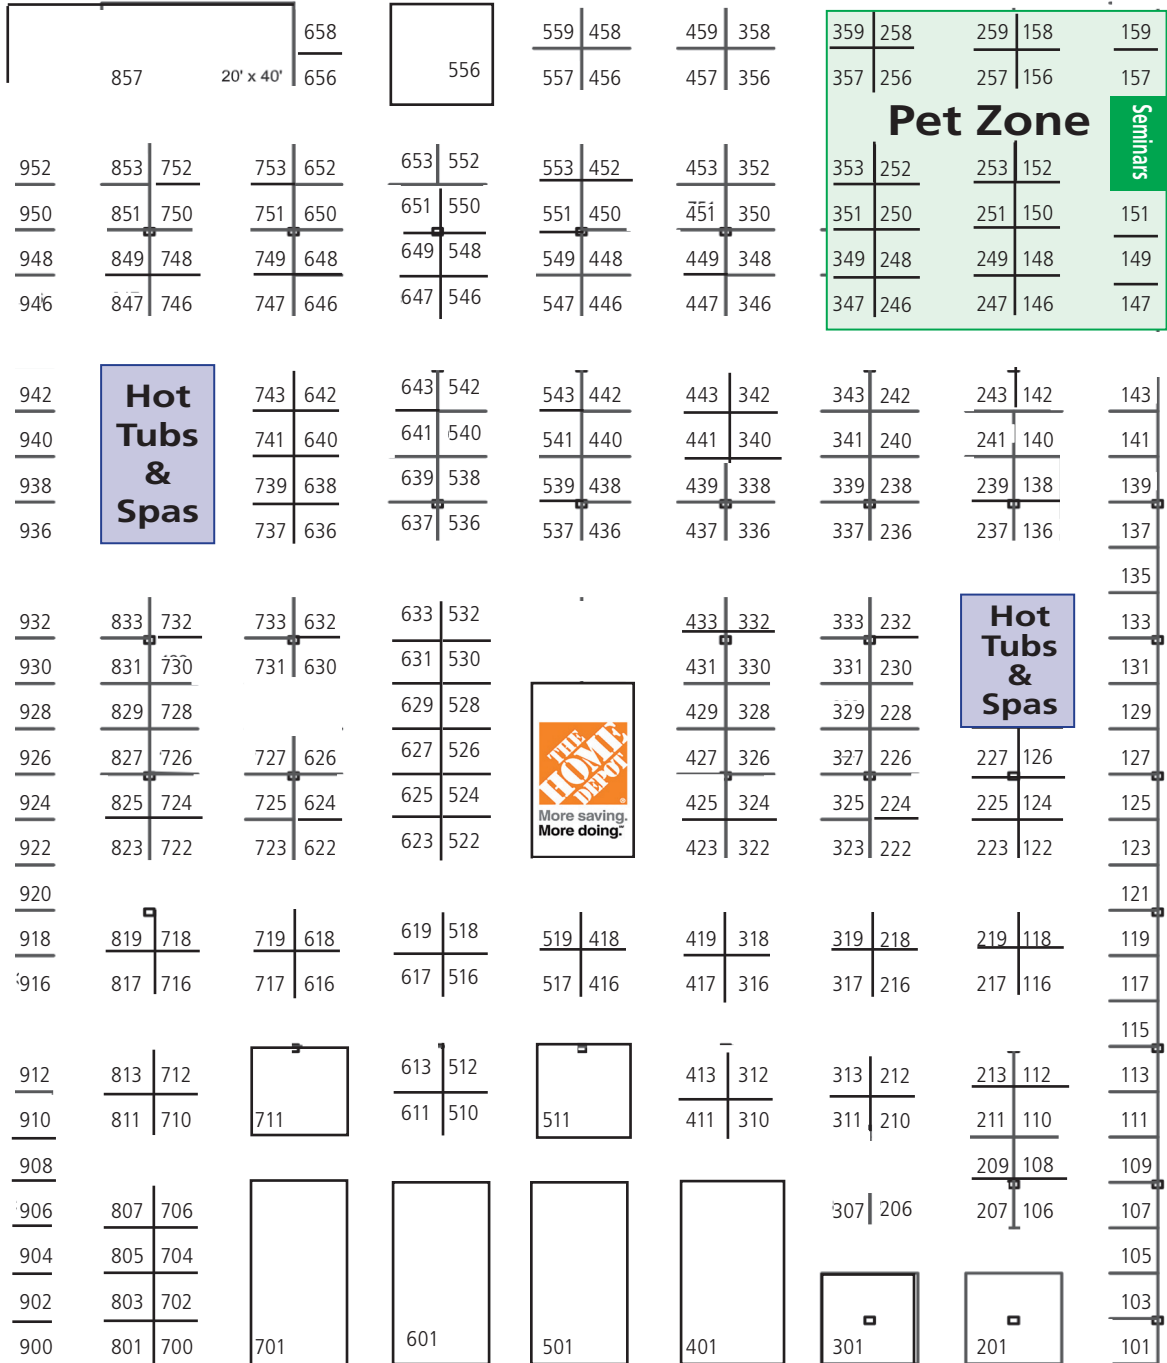 658 559 458 459 358 359 258 259 158 159
857 20' x 40' 656 556 557 456 457 356 357 256 257 156 157
Pet Zone
Seminars
952 853 752 753 652 653 552 553 452 453 352 353 252 253 152
950 851 750 751 650 651 550 551 450 451 350 351 250 251 150 151
948 849 748 749 648 649 548 549 448 449 348 349 248 249 148 149
946 847 746 747 646 647 546 547 446 447 346 347 246 247 146 147
Hot
Tubs
&
Spas
942 743 642 643 542 543 442 443 342 343 242 243 142 143
940 741 640 641 540 541 440 441 340 341 240 241 140 141
938 739 638 639 538 539 438 439 338 339 238 239 138 139
936 737 636 637 536 537 436 437 336 337 236 237 136 137
135
932 833 732 733 632 633 532 433 332 333 232 133
930 831 730 731 630 631 530 431 330 331 230 131
928 829 728 629 528 429 328 329 228 129
Hot
Tubs
&
Spas
926 827 726 727 626 627 526 427 326 327 226 227 126 127
924 825 724 725 624 625 524 425 324 325 224 225 124 125
922 823 722 723 622 623 522 423 322 323 222 223 122 123
THE
HOME
DEPOT
More saving.
More doing.
920 121
918 819 718 719 618 619 518 519 418 419 318 319 218 219 118 119
916 817 716 717 616 617 516 517 416 417 316 317 216 217 116 117
115
912 813 712 613 512 413 312 313 212 213 112 113
910 811 710 711 611 510 511 411 310 311 210 211 110 111
908 209 108 109
906 807 706 307 206 207 106 107
904 805 704 105
902 803 702 103
900 801 700 701 601 501 401 301 201 101